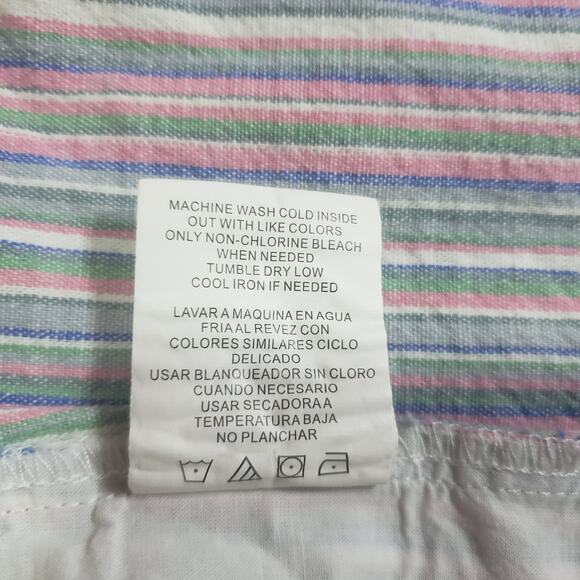 MACHINE WASH COLD INSIDE
OUT WITH LIKE COLORS
ONLY NON-CHLORINE BLEACH
WHEN NEEDED
TUMBLE DRY LOW
COOL IRON IF NEEDED
LAVAR A MAQUINA EN AGUA
FRIA AL REVEZ CON
COLORES SIMILARES CICLO
DELICADO
USAR BLANQUEADOR SIN CLORO
CUANDO NECESARIO
USAR SECADORA A
TEMPERATURA BAJA
NO PLANCHAR